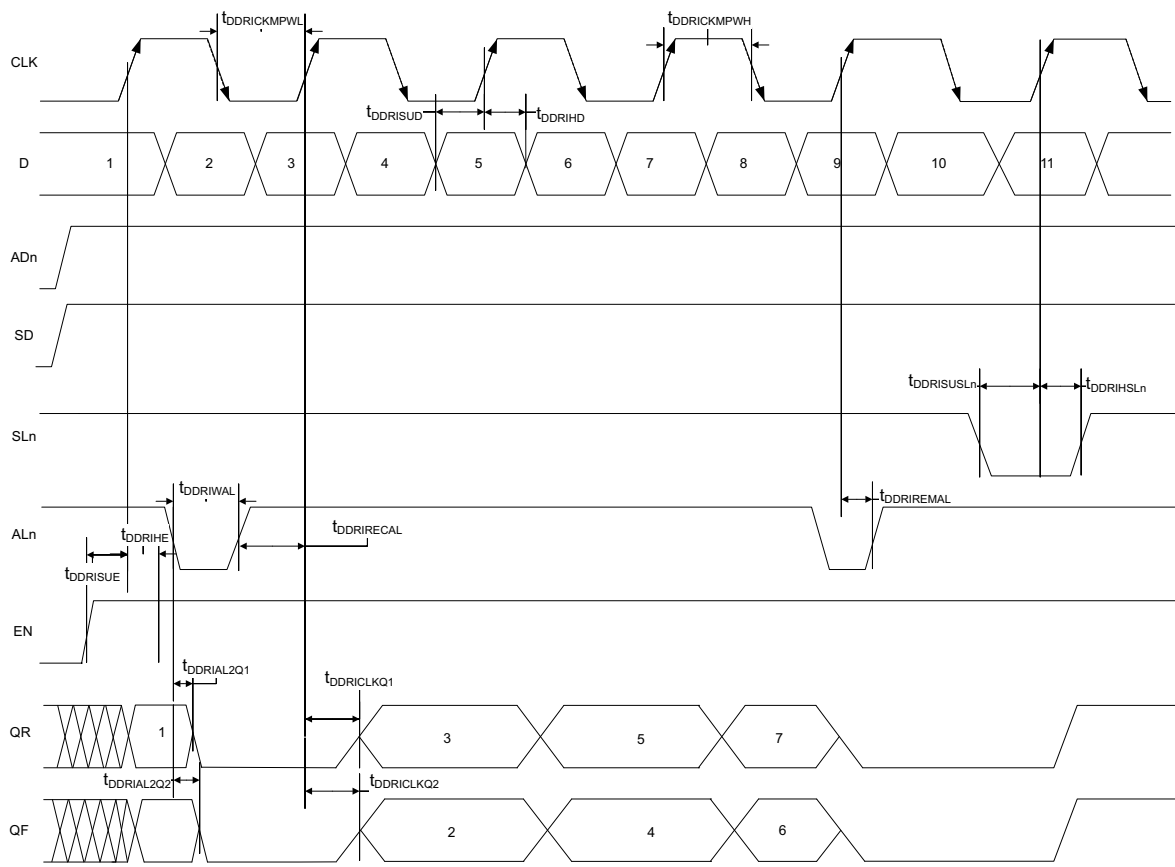 tDDRICKMPWL
tDDRICKMPWH
CLK
tDDRISUD
tDDRIHD
D
1 2 3 4 5 6 7 8 9 10 11
ADn
SD
tDDRISUSLn
tDDRIHSLn
SLn
tDDRIWAL
tDDRIREMAL
ALn
tDDRIHE
tDDRIRECAL
tDDRISUE
EN
tDDRIAL2Q1
tDDRICLKQ1
QR
1 3 5 7
tDDRIAL2Q2
tDDRICLKQ2
QF
2 4 6